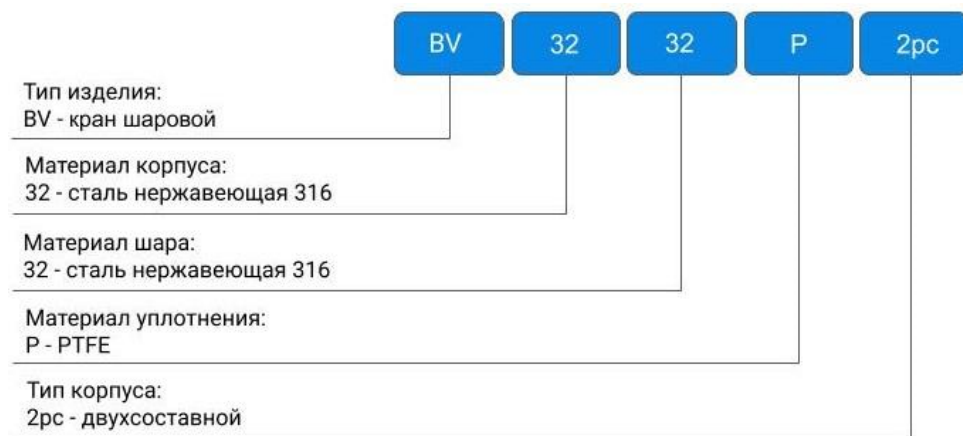 BV 32 32 P 2pc
Тип изделия:
BV - кран шаровой
Материал корпуса:
32 - сталь нержавеющая 316
Материал шара:
32 - сталь нержавеющая 316
Материал уплотнения:
P - PTFE
Тип корпуса:
2pc - двухсоставной